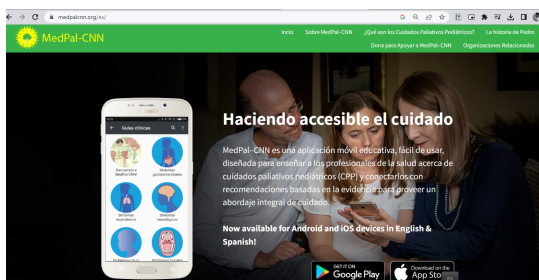 medpalcnn.org/es/
MedPal-CNN
Incio Sobre MedPal-CNN ¿Qué son los Cuidados Paliativos Pediátricos? La historia de Pedro
Dona para Apoyar a MedPal-CNN Organizaciones Relacionadas
Guías clínicas
Bienvenido a
MedPal-CNN!
Síntomas
gastrointestinales
Síntomas
respiratorios
Síntomas
neurológicos
Haciendo accesible el cuidado
MedPal-CNN es una aplicación móvil educativa, fácil de usar,
diseñada para enseñar a los profesionales de la salud acerca de
cuidados paliativos pediátricos (CPP) y conectarlos con
recomendaciones basadas en la evidencia para proveer un
abordaje integral de cuidado.
Now available for Android and iOS devices in English &
Spanish!
GET IT ON
Google Play
Download on the
App Sto